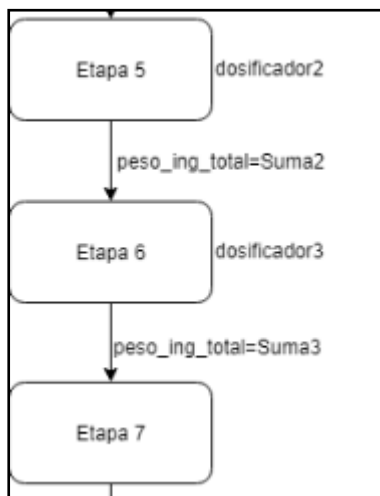 Etapa 5
dosificador2
peso_ing_total=Suma2
Etapa 6
dosificador3
peso_ing_total=Suma3
Etapa 7